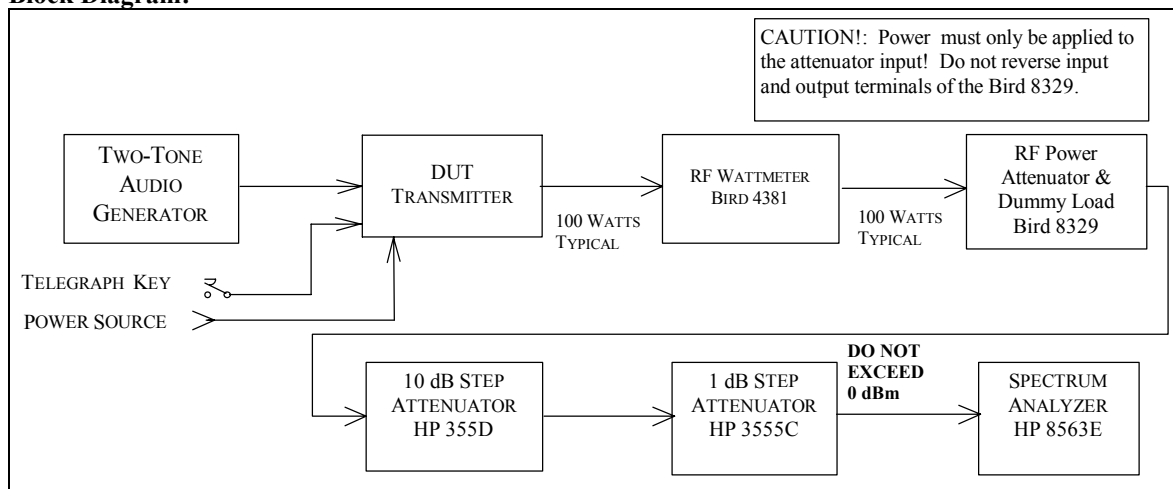 Block Diagram:
CAUTION!: Power must only be applied to
the attenuator input! Do not reverse input
and output terminals of the Bird 8329.
TWO-TONE
AUDIO
GENERATOR
DUT
TRANSMITTER
100 WATTS
TYPICAL
RF WATTMETER
BIRD 4381
100 WATTS
TYPICAL
RF Power
Attenuator &
Dummy Load
Bird 8329
TELEGRAPH KEY
POWER SOURCE
10 dB STEP
ATTENUATOR
HP 355D
1 dB STEP
ATTENUATOR
HP 3555C
DO NOT
EXCEED
0 dBm
SPECTRUM
ANALYZER
HP 8563E